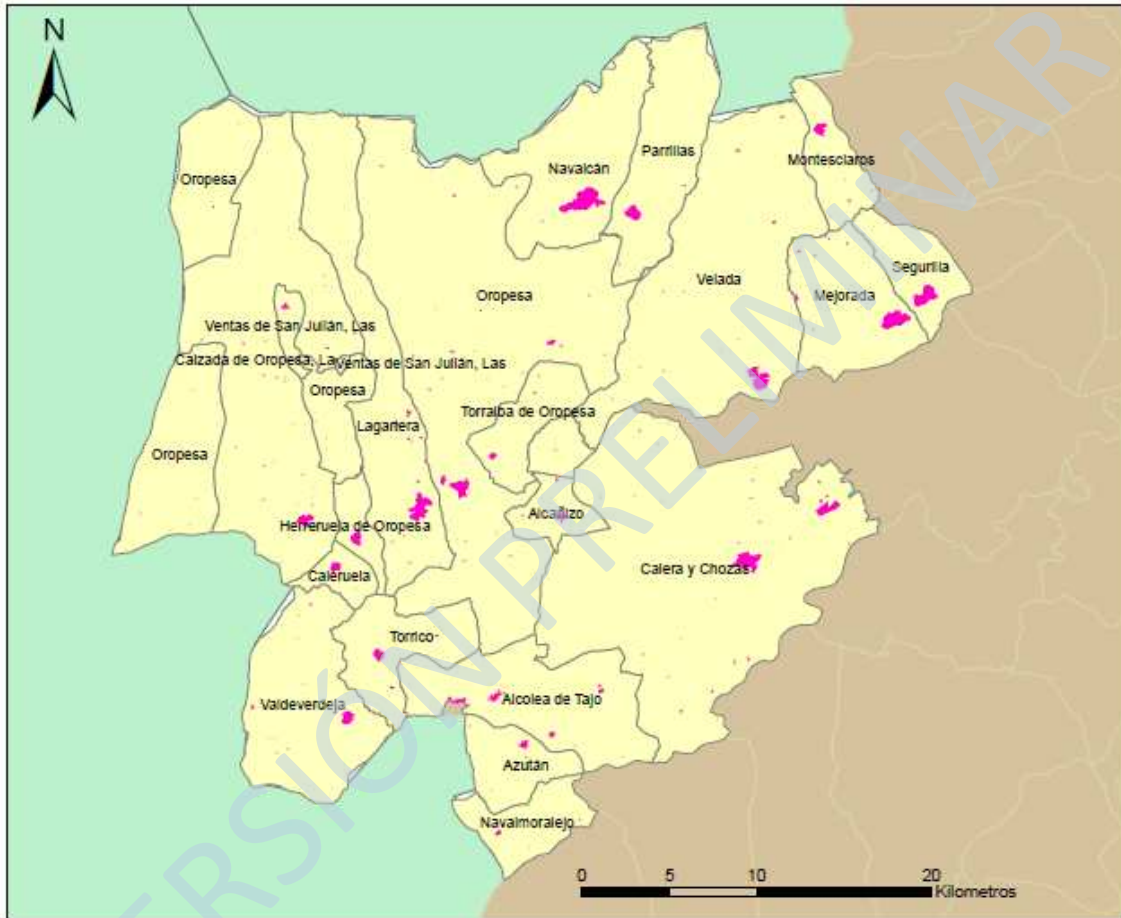 N
Parrillas
Navalcán
Montesclaros
Oropesa
Segurilla
Velada
Mejorada
Oropesa
Ventas de San Julián, Las
Calzada de Oropesa, La
Ventas de San Julián, Las
Oropesa
Torralba de Oropesa
Lagartera
Oropesa
Alcañizo
Herreruela de Oropesa
Calera y Chozas
Caleruela
Torrico
Alcolea de Tajo
Valdeverdeja
Azután
Navalmoralejo
0 5 10 20
Kilometros
VERSIÓN PRELIMINAR